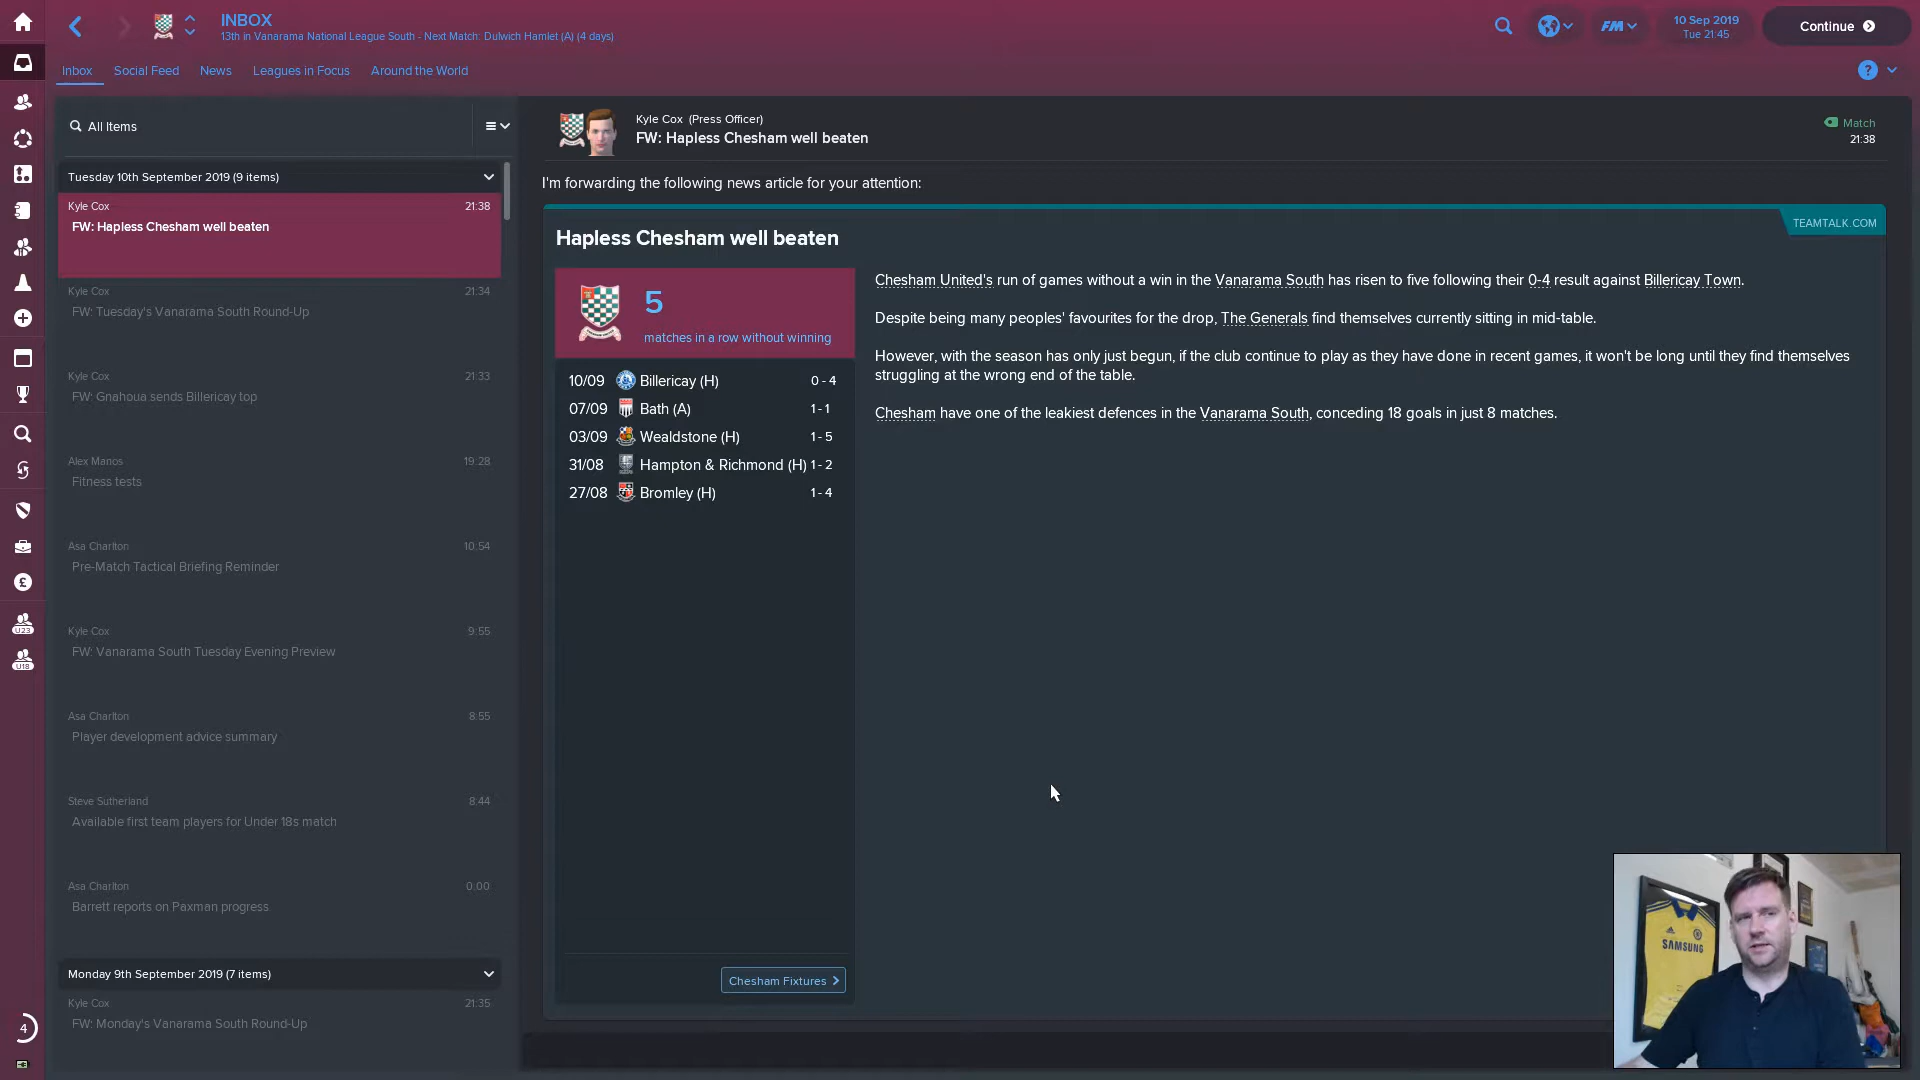 INBOX
13th in Vanarama National League South - Next Match: Dulwich Hamlet (A) (4 days)
FM
10 Sep 2019
Tue 21:45
Continue
Inbox
Social Feed
News
Leagues in Focus
Around the World
?
All Items
Tuesday 10th September 2019 (9 items)
Kyle Cox 21:38
FW: Hapless Chesham well beaten
Kyle Cox 21:34
FW: Tuesday's Vanarama South Round-Up
Kyle Cox 21:33
FW: Gnahoua sends Billericay top
Alex Manos 19:28
Fitness tests
Asa Charlton 10:54
Pre-Match Tactical Briefing Reminder
Kyle Cox 9:55
FW: Vanarama South Tuesday Evening Preview
Asa Charlton 8:55
Player development advice summary
Steve Sutherland 8:44
Available first team players for Under 18s match
Asa Charlton 0:00
Barrett reports on Paxman progress
Monday 9th September 2019 (7 items)
Kyle Cox 21:35
FW: Monday's Vanarama South Round-Up
U23
U18
4
Kyle Cox (Press Officer)
FW: Hapless Chesham well beaten
Match
21:38
I'm forwarding the following news article for your attention:
TEAMTALK.COM
Hapless Chesham well beaten
5
matches in a row without winning
10/09 Billericay (H) 0 - 4
07/09 Bath (A) 1 - 1
03/09 Wealdstone (H) 1 - 5
31/08 Hampton & Richmond (H) 1 - 2
27/08 Bromley (H) 1 - 4
Chesham Fixtures
Chesham United's run of games without a win in the Vanarama South has risen to five following their 0-4 result against Billericay Town.
Despite being many peoples' favourites for the drop, The Generals find themselves currently sitting in mid-table.
However, with the season has only just begun, if the club continue to play as they have done in recent games, it won't be long until they find themselves
struggling at the wrong end of the table.
Chesham have one of the leakiest defences in the Vanarama South, conceding 18 goals in just 8 matches.
SAMSUNG